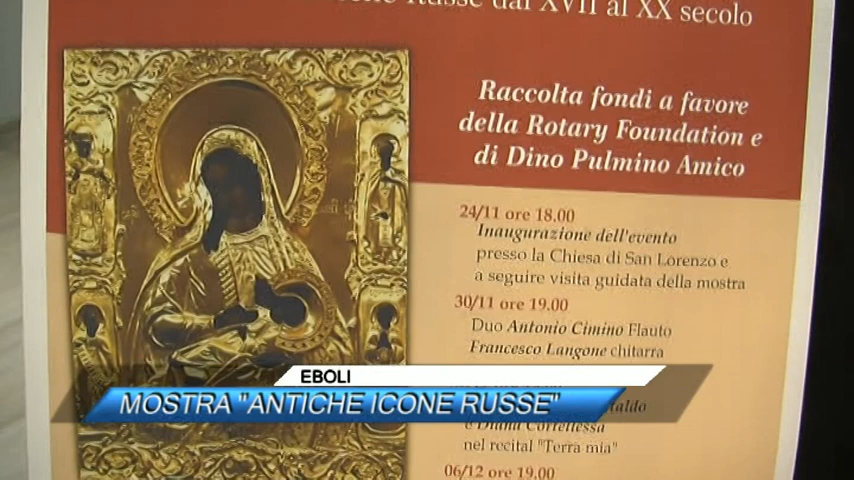 Russe dal XVII al XX secolo
Raccolta fondi a favore
della Rotary Foundation e
di Dino Pulmino Amico
24/11 ore 18.00
Inaugurazione dell'evento
presso la Chiesa di San Lorenzo e
a seguire visita guidata della mostra
30/11 ore 19.00
Duo Antonio Cimino Flauto
Francesco Langone chitarra
EBOLI
MOSTRA "ANTICHE ICONE RUSSE"
e Diana Cortellessa
nel recital "Terra mia"
06/12 ore 19.00